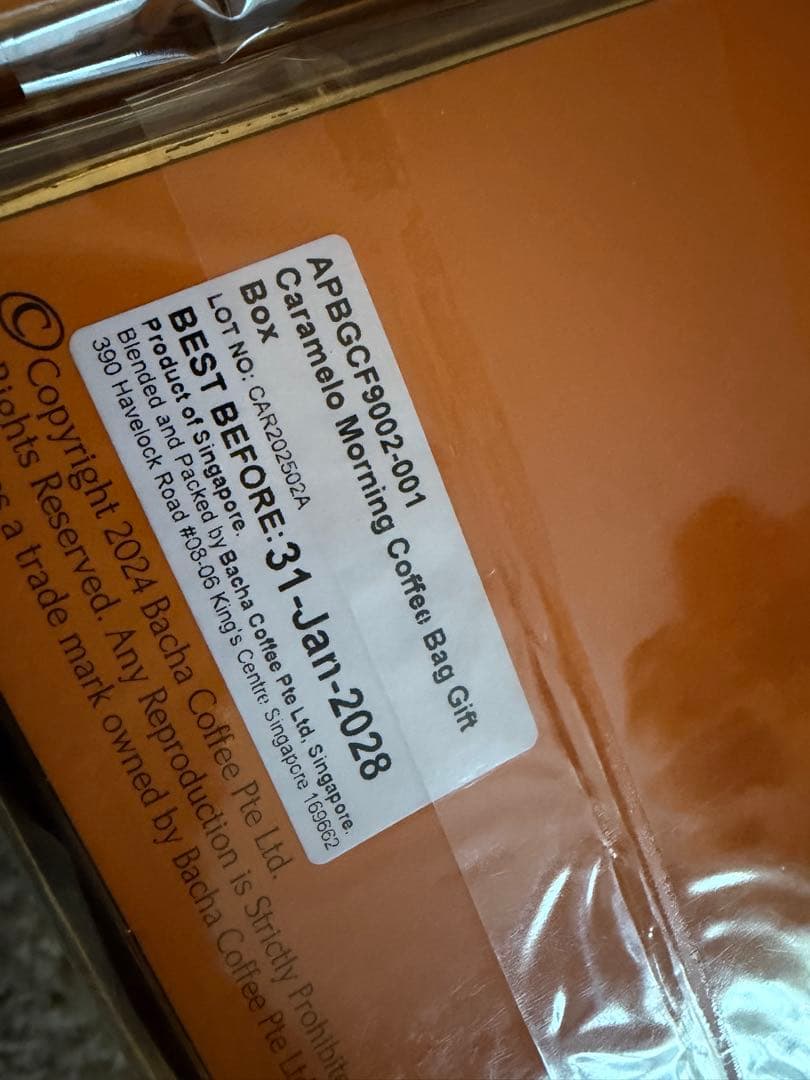 APBGCF9002-001
Caramelo Morning Coffee Bag Gift
Box
LOT NO: CAR202502A
BEST BEFORE: 31-Jan-2028
Product of Singapore.
Blended and Packed by Bacha Coffee Pte Ltd, Singapore.
390 Havelock Road #08-06 King's Centre Singapore 169662
© Copyright 2024 Bacha Coffee Pte Ltd.
Rights Reserved. Any Reproduction is Strictly
a trade mark owned by Bacha Coffee Pte